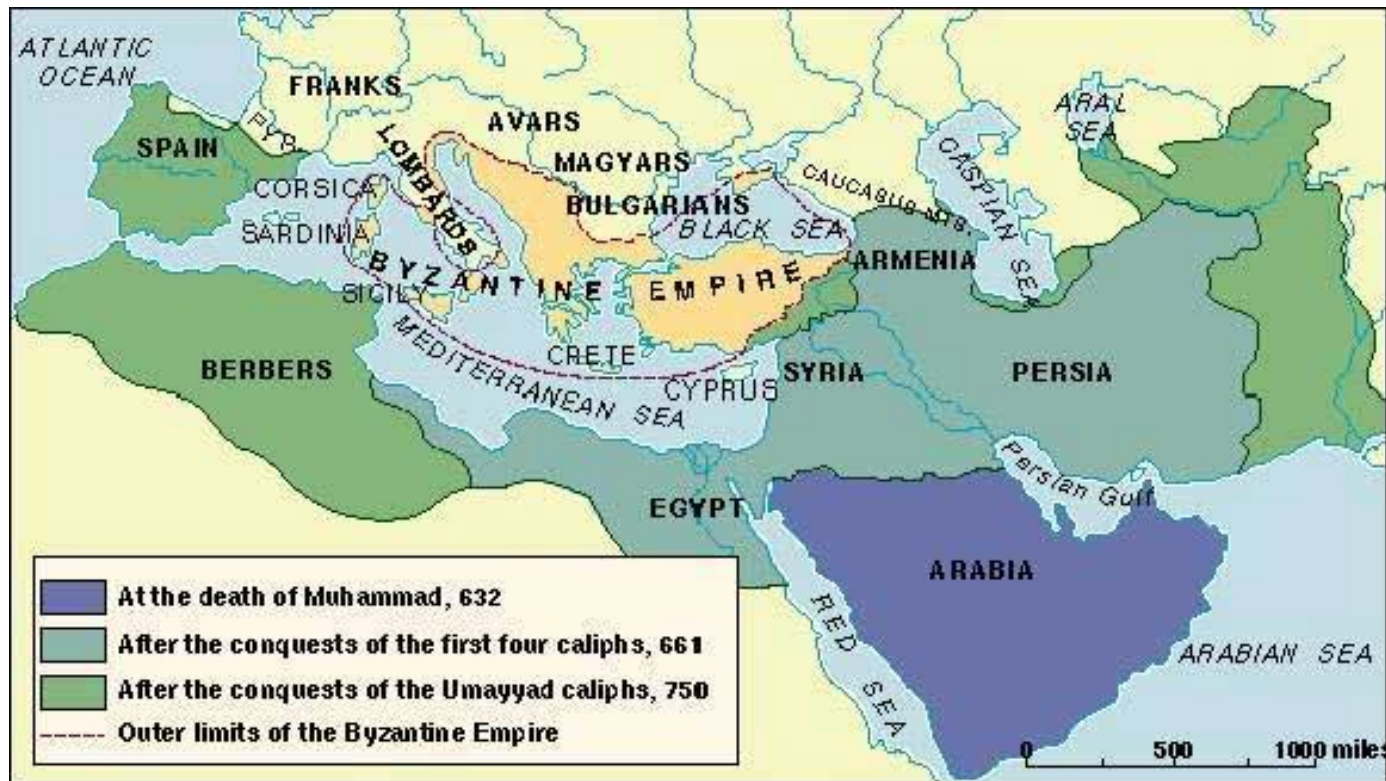 ATLANTIC
OCEAN
FRANKS
AVARS
MAGYARS
BULGARIANS
PYR.
SPAIN
LOMBARDS
CORSICA
SARDINIA
SICILY
BYZANTINE EMPIRE
BLACK SEA
CAUCASUS MTS.
CASPIAN SEA
ARAL
SEA
ARMENIA
BERBERS
MEDITERRANEAN SEA
CRETE
CYPRUS
SYRIA
PERSIA
EGYPT
Persian Gulf
ARABIA
RED SEA
ARABIAN SEA
At the death of Muhammad, 632
After the conquests of the first four caliphs, 661
After the conquests of the Umayyad caliphs, 750
Outer limits of the Byzantine Empire
0 500 1000 miles